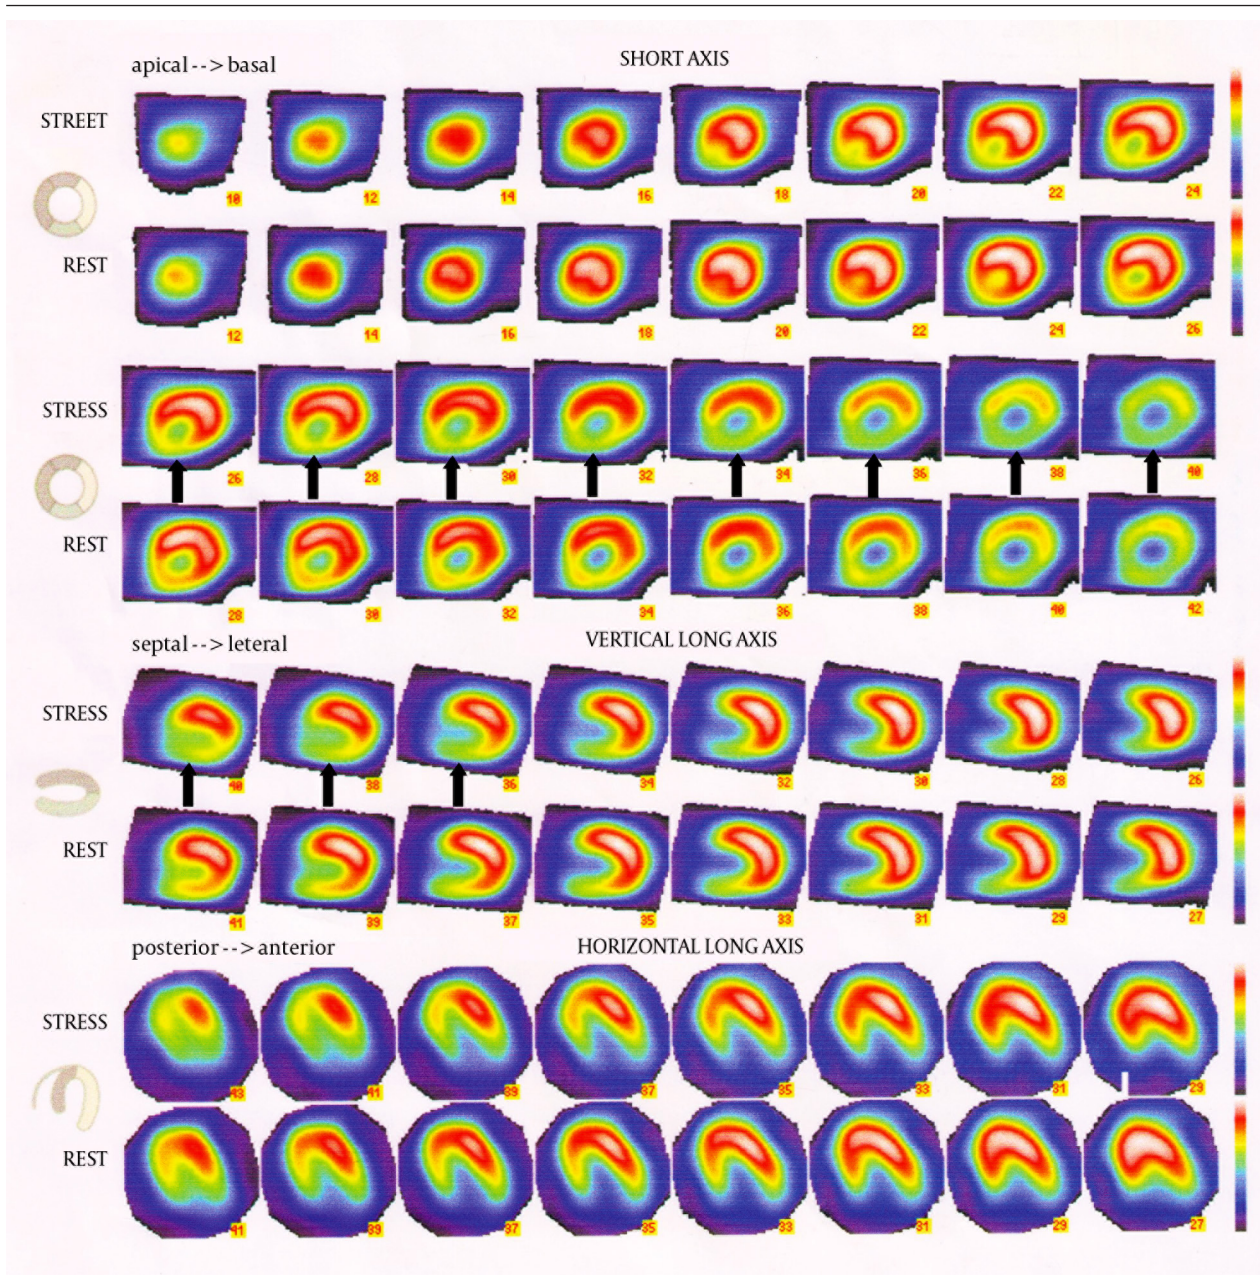 apical --> basal SHORT AXIS
STREET
10 12 14 16 18 20 22 24
REST
12 14 16 18 20 22 24 26
STRESS
26 28 30 32 34 36 38 40
REST
28 30 32 34 36 38 40 42
septal --> leteral VERTICAL LONG AXIS
STRESS
40 38 36 34 32 30 28 26
REST
41 39 37 35 33 31 29 27
posterior --> anterior HORIZONTAL LONG AXIS
STRESS
43 41 39 37 35 33 31 29
REST
41 39 37 35 33 31 29 27